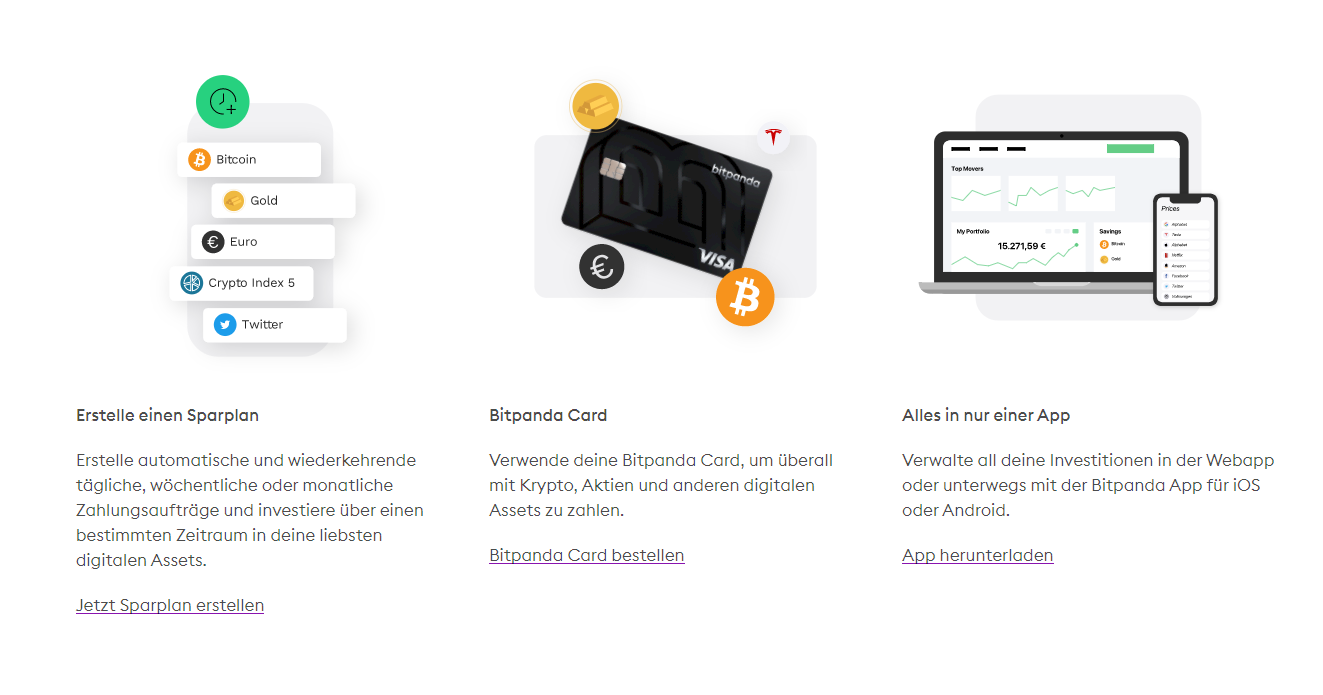 Bitcoin
Gold
Euro
Crypto Index 5
Twitter
bitpanda
VISA
Top Movers
My Portfolio
15.271,59 €
Savings
Bitcoin
Gold
Prices
Alphabet
Tesla
Alphabet
Netflix
Amazon
Facebook
Twitter
Erstelle einen Sparplan
Erstelle automatische und wiederkehrende
tägliche, wöchentliche oder monatliche
Zahlungsaufträge und investiere über einen
bestimmten Zeitraum in deine liebsten
digitalen Assets.
Jetzt Sparplan erstellen
Bitpanda Card
Verwende deine Bitpanda Card, um überall
mit Krypto, Aktien und anderen digitalen
Assets zu zahlen.
Bitpanda Card bestellen
Alles in nur einer App
Verwalte all deine Investitionen in der Webapp
oder unterwegs mit der Bitpanda App für iOS
oder Android.
App herunterladen